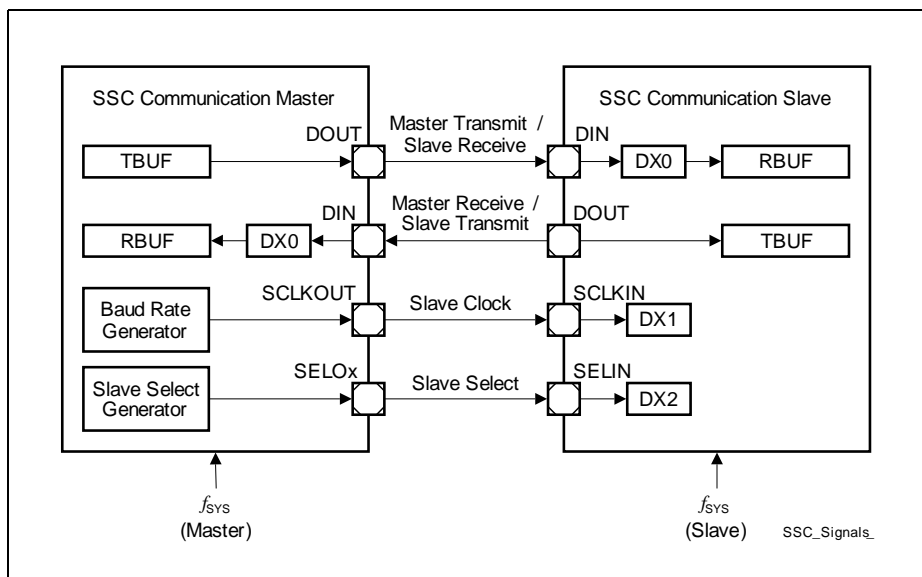 SSC Communication Master
SSC Communication Slave
DOUT
Master Transmit /
Slave Receive
DIN
TBUF
DX0
RBUF
DIN
Master Receive /
Slave Transmit
DOUT
RBUF
DX0
TBUF
SCLKOUT
Slave Clock
SCLKIN
Baud Rate
Generator
DX1
SELOx
Slave Select
SELIN
Slave Select
Generator
DX2
fSYS
(Master)
fSYS
(Slave)
SSC_Signals_